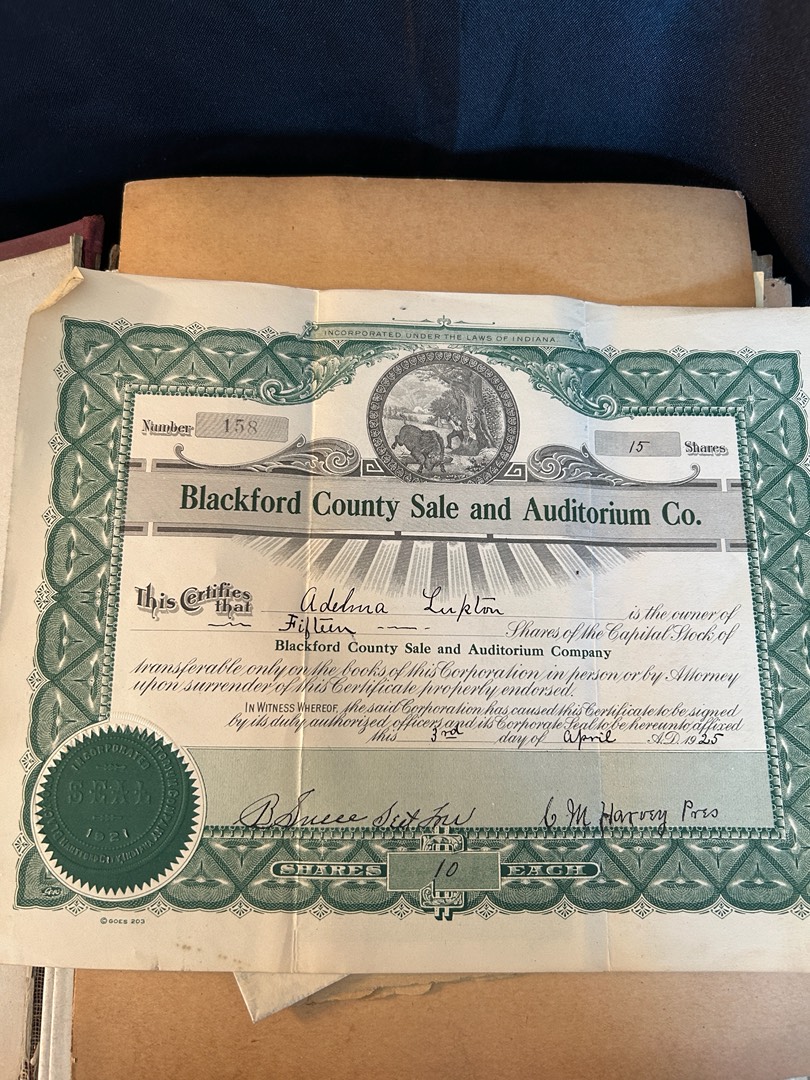 INCORPORATED UNDER THE LAWS OF INDIANA.
Number 158 15 Shares
Blackford County Sale and Auditorium Co.
This Certifies that Adelma Lupton is the owner of
Fifteen Shares of the Capital Stock of
Blackford County Sale and Auditorium Company
transferable only on the books of this Corporation in person or by Attorney
upon surrender of this Certificate properly endorsed.
IN WITNESS WHEREOF, the said Corporation has caused this Certificate to be signed
by its duly authorized officers and its Corporate Seal to be hereunto affixed
this 3rd day of April A.D. 1925
INCORPORATED
SEAL
1921
C M Harvey Pres
SHARES 10 EACH
© GOES 203